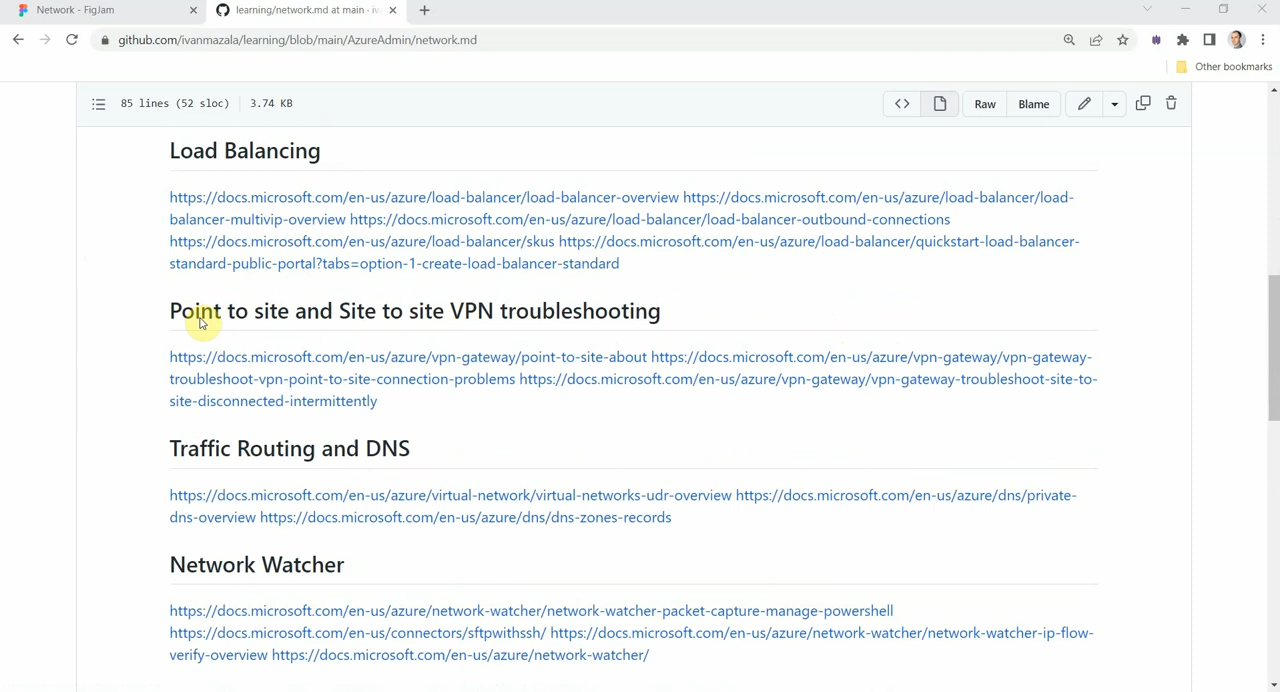 Network - FigJam
learning/network.md at main · iv
github.com/ivanmazala/learning/blob/main/AzureAdmin/network.md
Other bookmarks
85 lines (52 sloc) 3.74 KB
Raw Blame
Load Balancing
https://docs.microsoft.com/en-us/azure/load-balancer/load-balancer-overview https://docs.microsoft.com/en-us/azure/load-balancer/load-
balancer-multivip-overview https://docs.microsoft.com/en-us/azure/load-balancer/load-balancer-outbound-connections
https://docs.microsoft.com/en-us/azure/load-balancer/skus https://docs.microsoft.com/en-us/azure/load-balancer/quickstart-load-balancer-
standard-public-portal?tabs=option-1-create-load-balancer-standard
Point to site and Site to site VPN troubleshooting
https://docs.microsoft.com/en-us/azure/vpn-gateway/point-to-site-about https://docs.microsoft.com/en-us/azure/vpn-gateway/vpn-gateway-
troubleshoot-vpn-point-to-site-connection-problems https://docs.microsoft.com/en-us/azure/vpn-gateway/vpn-gateway-troubleshoot-site-to-
site-disconnected-intermittently
Traffic Routing and DNS
https://docs.microsoft.com/en-us/azure/virtual-network/virtual-networks-udr-overview https://docs.microsoft.com/en-us/azure/dns/private-
dns-overview https://docs.microsoft.com/en-us/azure/dns/dns-zones-records
Network Watcher
https://docs.microsoft.com/en-us/azure/network-watcher/network-watcher-packet-capture-manage-powershell
https://docs.microsoft.com/en-us/connectors/sftpwithssh/ https://docs.microsoft.com/en-us/azure/network-watcher/network-watcher-ip-flow-
verify-overview https://docs.microsoft.com/en-us/azure/network-watcher/